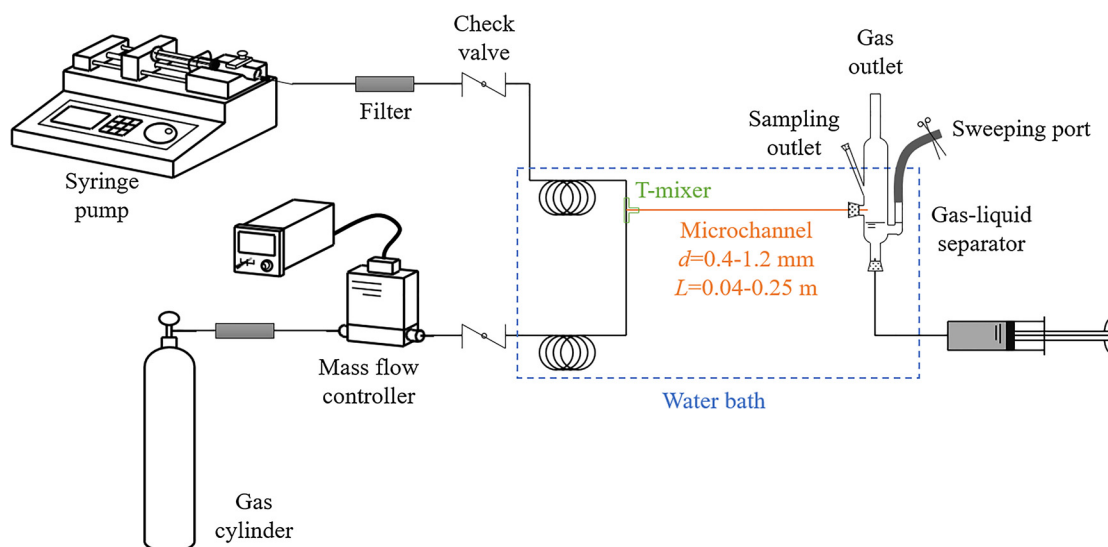 Check
valve
Gas
outlet
Filter
Sampling
outlet
Sweeping port
Syringe
pump
T-mixer
Gas-liquid
separator
Microchannel
d=0.4-1.2 mm
L=0.04-0.25 m
Mass flow
controller
Water bath
Gas
cylinder